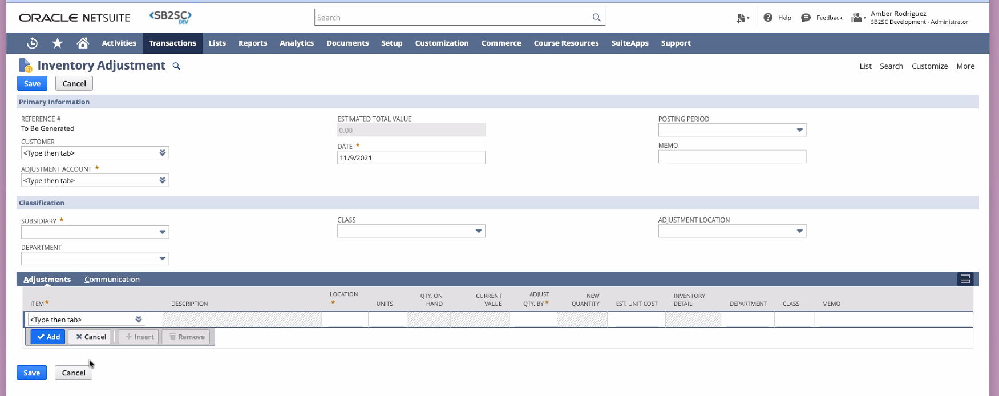 ORACLE NETSUITE
<SB2SC>
DEV
Search
Help
Feedback
Amber Rodriguez
SB2SC Development - Administrator
Activities
Transactions
Lists
Reports
Analytics
Documents
Setup
Customization
Commerce
Course Resources
SuiteApps
Support
Inventory Adjustment
List
Search
Customize
More
Save
Cancel
Primary Information
REFERENCE #
To Be Generated
CUSTOMER
<Type then tab>
ADJUSTMENT ACCOUNT *
<Type then tab>
ESTIMATED TOTAL VALUE
0.00
DATE *
11/9/2021
POSTING PERIOD
MEMO
Classification
SUBSIDIARY *
DEPARTMENT
CLASS
ADJUSTMENT LOCATION
Adjustments
Communication
ITEM *
DESCRIPTION
LOCATION
*
UNITS
QTY. ON
HAND
CURRENT
VALUE
ADJUST
QTY. BY *
NEW
QUANTITY
EST. UNIT COST
INVENTORY
DETAIL
DEPARTMENT
CLASS
MEMO
<Type then tab>
Add
Cancel
Insert
Remove
Save
Cancel